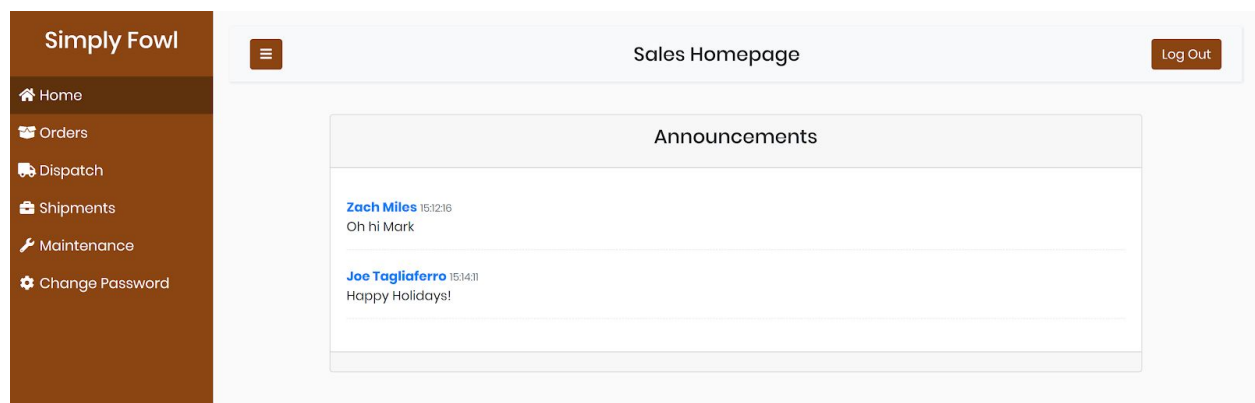 Simply Fowl
Home
Orders
Dispatch
Shipments
Maintenance
Change Password
Sales Homepage
Log Out
Announcements
Zach Miles 15:12:16
Oh hi Mark
Joe Tagliaferro 15:14:11
Happy Holidays!